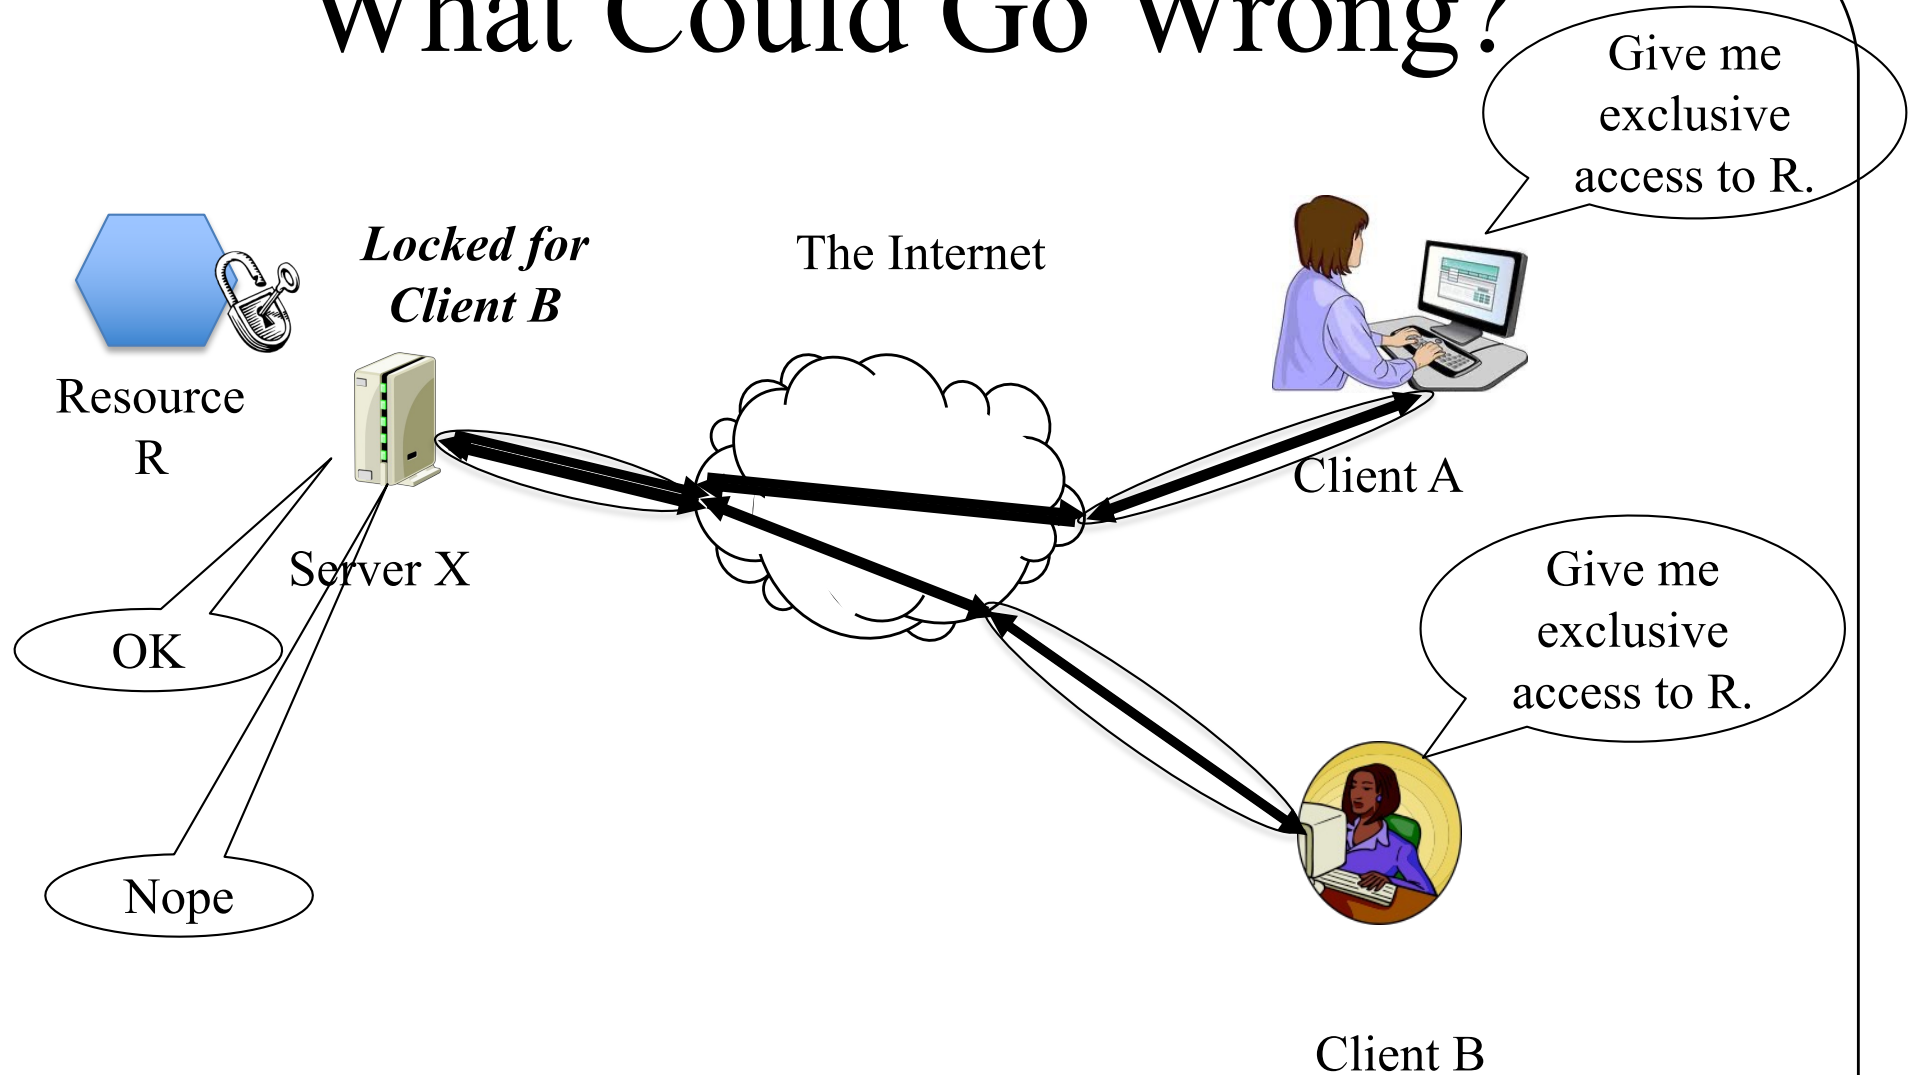 What Could Go Wrong?
Give me
exclusive
access to R.
Locked for
Client B
The Internet
Resource
R
Client A
Server X
OK
Give me
exclusive
access to R.
Nope
Client B